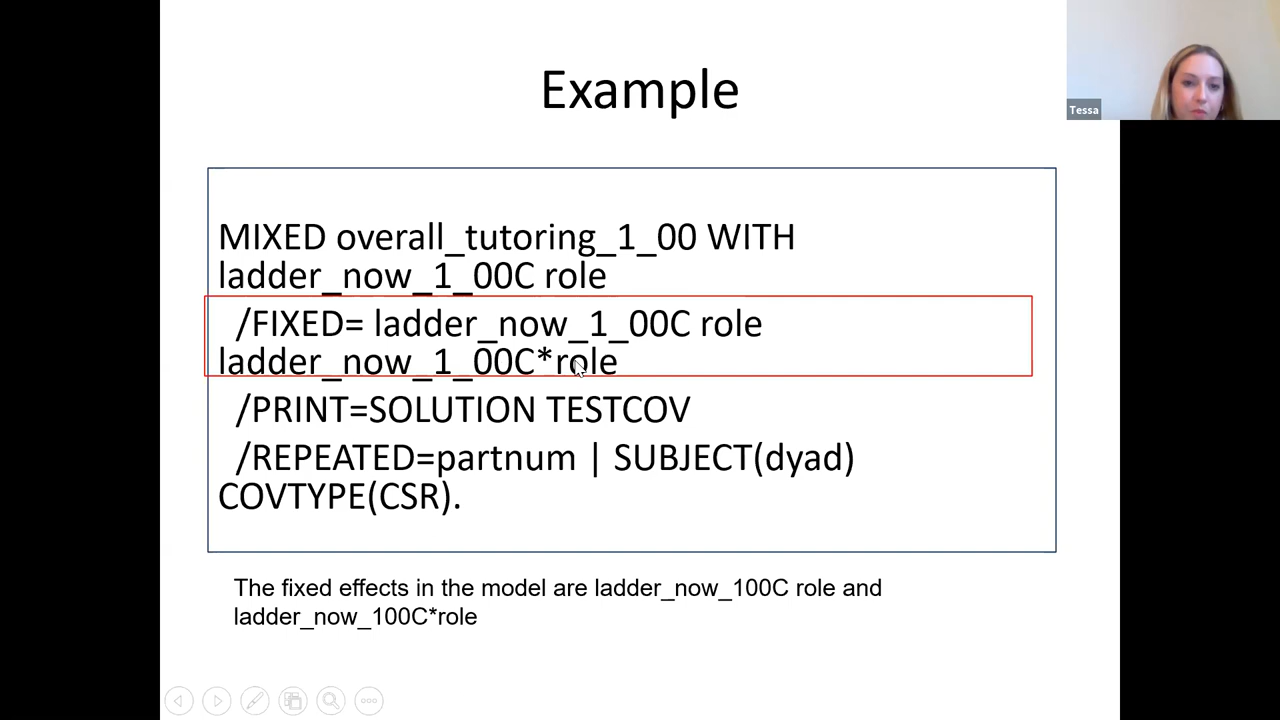 Example
Tessa
MIXED overall_tutoring_1_00 WITH
ladder_now_1_00C role
/FIXED= ladder_now_1_00C role
ladder_now_1_00C*role
/PRINT=SOLUTION TESTCOV
/REPEATED=partnum | SUBJECT(dyad)
COVTYPE(CSR).
The fixed effects in the model are ladder_now_100C role and
ladder_now_100C*role